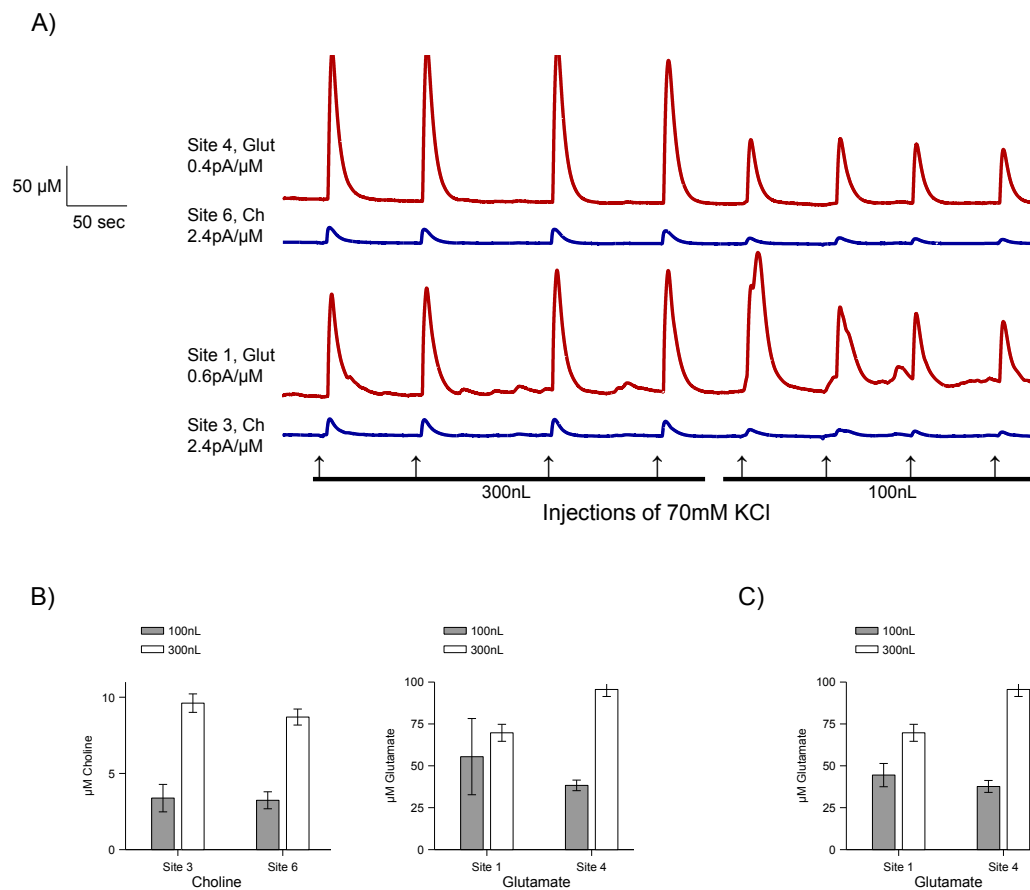 A)
Site 4, Glut
0.4pA/µM
50 µM
50 sec
Site 6, Ch
2.4pA/µM
Site 1, Glut
0.6pA/µM
Site 3, Ch
2.4pA/µM
300nL
100nL
Injections of 70mM KCl
B)
100nL
300nL
10
5
0
µM Choline
Site 3
Site 6
Choline
100nL
300nL
100
75
50
25
0
µM Glutamate
Site 1
Site 4
Glutamate
C)
100nL
300nL
100
75
50
25
0
µM Glutamate
Site 1
Site 4
Glutamate